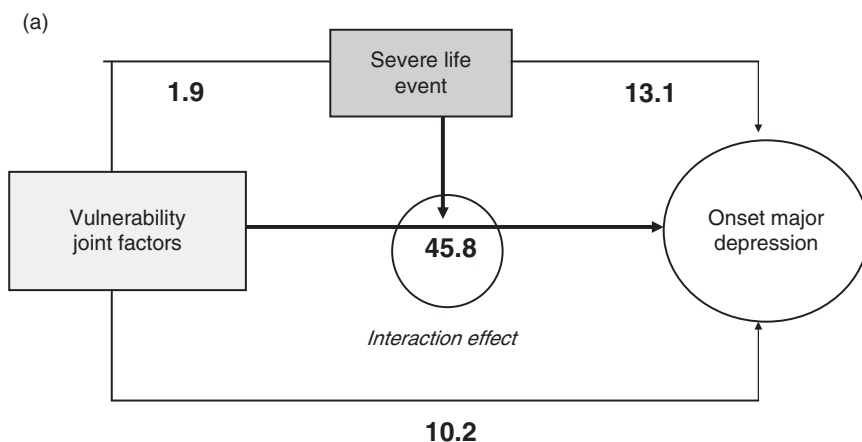 (a)
Severe life
event
1.9
13.1
Vulnerability
joint factors
45.8
Onset major
depression
Interaction effect
10.2